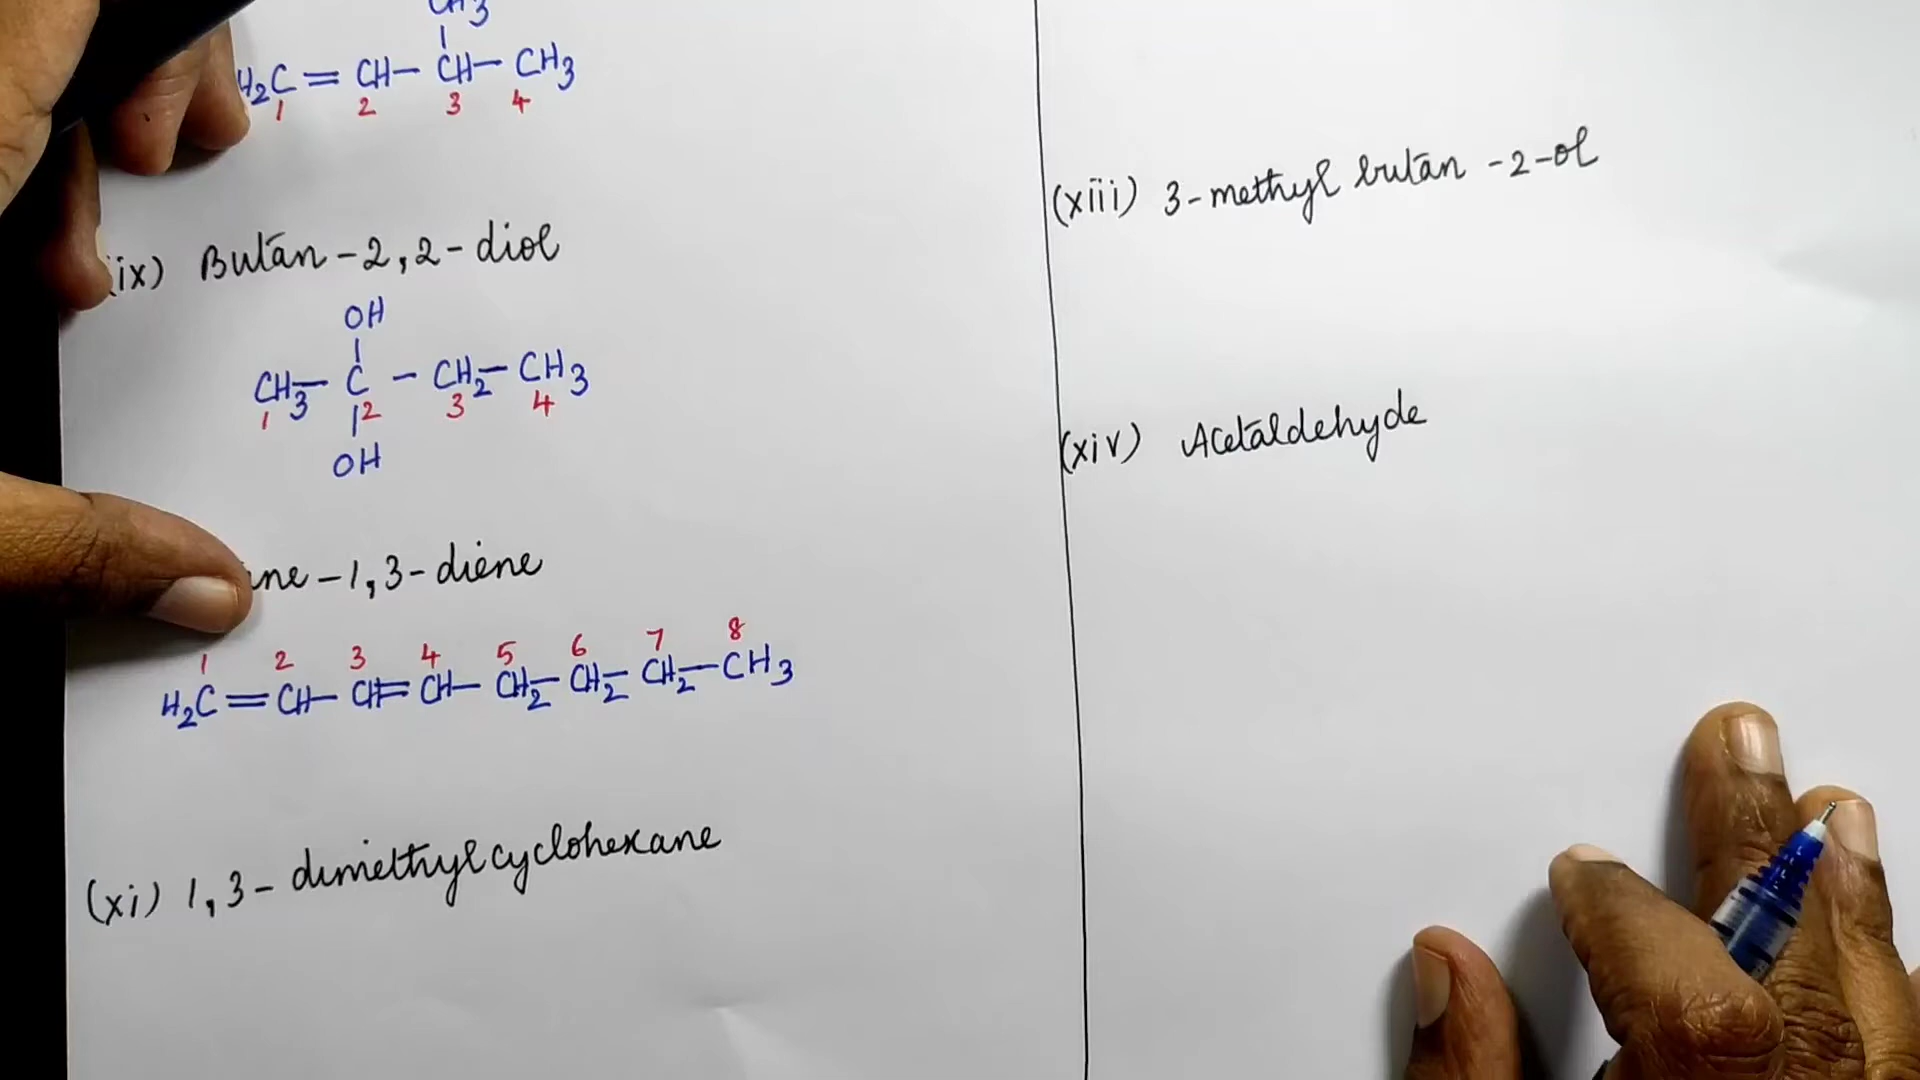 CH3
H2C = CH - CH - CH3
1 2 3 4
(ix) Butan - 2,2 - diol
OH
CH3 - C - CH2 - CH3
1 2 3 4
OH
ane - 1,3 - diene
1 2 3 4 5 6 7 8
H2C = CH - CH = CH - CH2 - CH2 - CH2 - CH3
(xi) 1,3 - dimethylcyclohexane
(xiii) 3 - methyl butan - 2 - ol
(xiv) Acetaldehyde